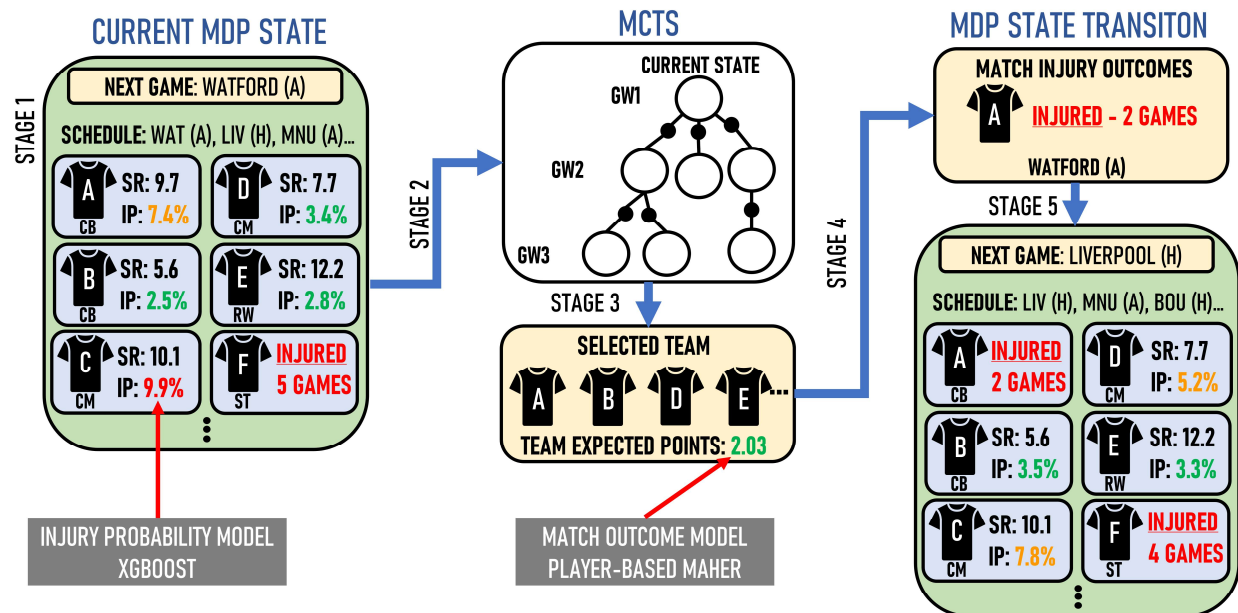 CURRENT MDP STATE
STAGE 1
NEXT GAME: WATFORD (A)
SCHEDULE: WAT (A), LIV (H), MNU (A)...
A
CB
SR: 9.7
IP: 7.4%
D
CM
SR: 7.7
IP: 3.4%
B
CB
SR: 5.6
IP: 2.5%
E
RW
SR: 12.2
IP: 2.8%
C
CM
SR: 10.1
IP: 9.9%
F
ST
INJURED
5 GAMES
INJURY PROBABILITY MODEL
XGBOOST
STAGE 2
MCTS
CURRENT STATE
GW1
GW2
GW3
STAGE 3
SELECTED TEAM
A B D E ...
TEAM EXPECTED POINTS: 2.03
MATCH OUTCOME MODEL
PLAYER-BASED MAHER
STAGE 4
MDP STATE TRANSITON
MATCH INJURY OUTCOMES
A
INJURED - 2 GAMES
WATFORD (A)
STAGE 5
NEXT GAME: LIVERPOOL (H)
SCHEDULE: LIV (H), MNU (A), BOU (H)...
A
CB
INJURED
2 GAMES
D
CM
SR: 7.7
IP: 5.2%
B
CB
SR: 5.6
IP: 3.5%
E
RW
SR: 12.2
IP: 3.3%
C
CM
SR: 10.1
IP: 7.8%
F
ST
INJURED
4 GAMES